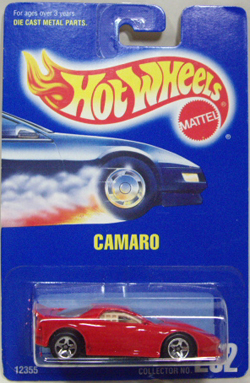 For ages over 3 years
DIE CAST METAL PARTS.
HOT WHEELS
MATTEL
CAMARO
12355
COLLECTOR NO.